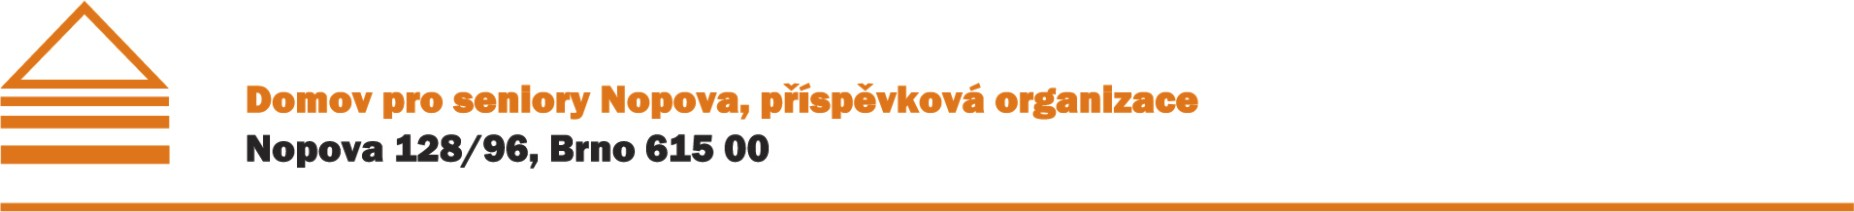 Domov pro seniory Nopova, příspěvková organizace
Nopova 128/96, Brno 615 00